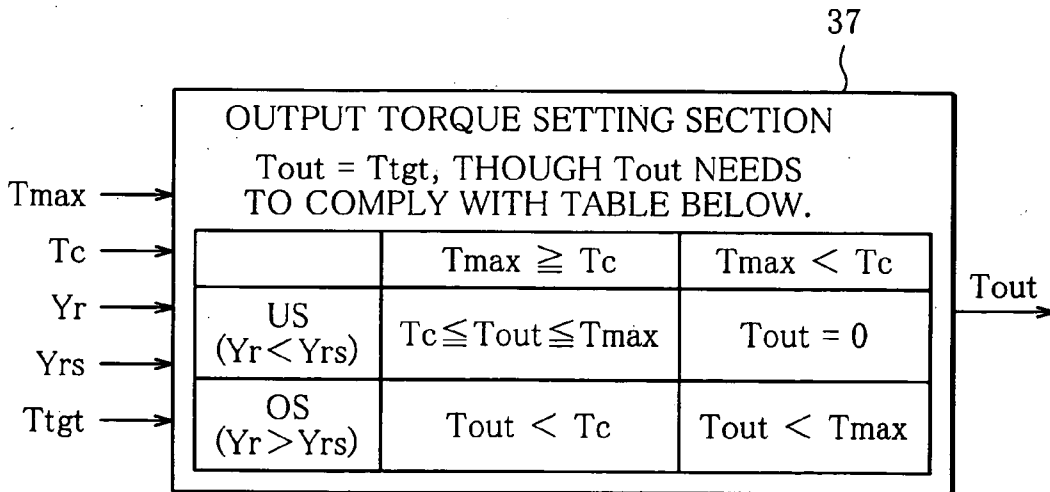 37
OUTPUT TORQUE SETTING SECTION
Tout = Ttgt, THOUGH Tout NEEDS
TO COMPLY WITH TABLE BELOW.
Tmax
Tc
Yr
Yrs
Ttgt
Tmax ≧ Tc
Tmax < Tc
US
(Yr<Yrs)
Tc≦Tout≦Tmax
Tout = 0
OS
(Yr>Yrs)
Tout < Tc
Tout < Tmax
Tout